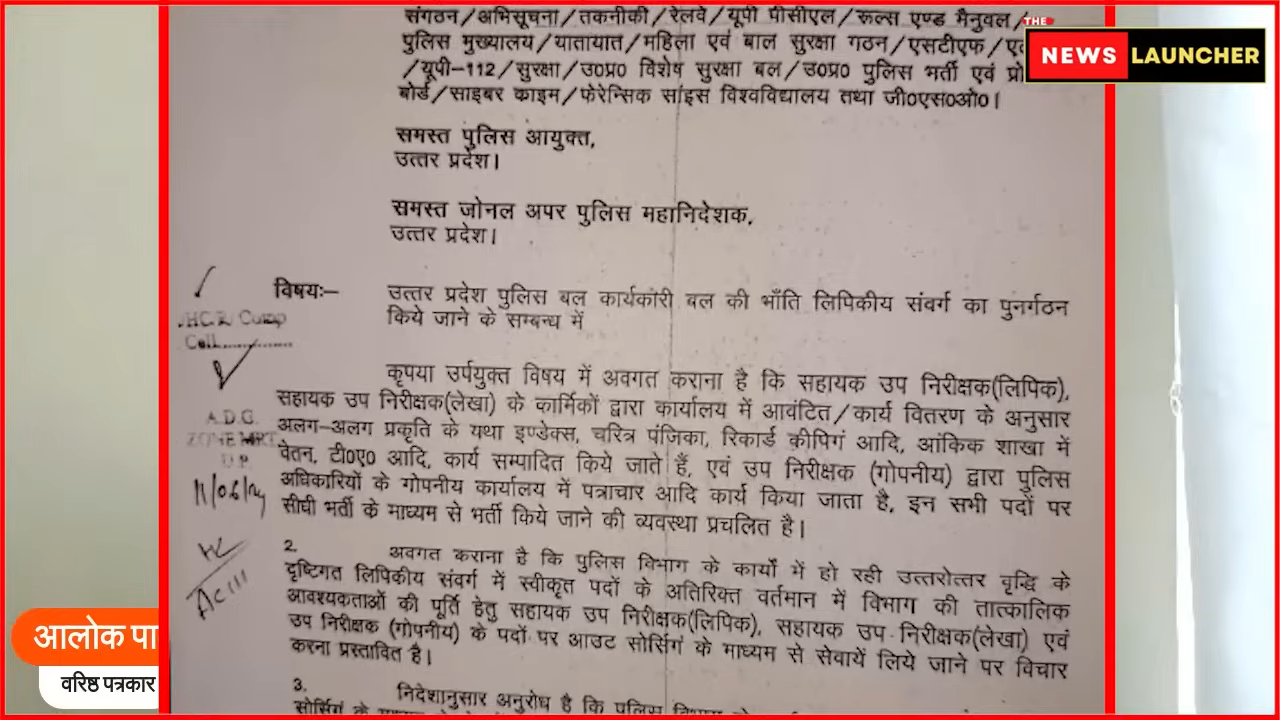 संगठन/अभिसूचना/तकनीकी/रेलवे/यूपी पीसीएल/रूल्स एण्ड मैनुवल/
पुलिस मुख्यालय/यातायात/महिला एवं बाल सुरक्षा गठन/एसटीएफ/
/यूपी-112/सुरक्षा/उ0प्र0 विशेष सुरक्षा बल/उ0प्र0 पुलिस भर्ती एवं
बोर्ड/साइबर काइम/फेरेन्सिक साइंस विश्वविद्यालय तथा जी0एस0ओ0।
THE
NEWS LAUNCHER
समस्त पुलिस आयुक्त,
उत्तर प्रदेश।
समस्त जोनल अपर पुलिस महानिदेशक,
उत्तर प्रदेश।
विषयः- उत्तर प्रदेश पुलिस बल कार्यकारी बल की भाँति लिपिकीय संवर्ग का पुनर्गठन
किये जाने के सम्बन्ध में
Cell..............
कृपया उर्पयुक्त विषय में अवगत कराना है कि सहायक उप निरीक्षक(लिपिक),
सहायक उप निरीक्षक(लेखा) के कार्मिकों द्वारा कार्यालय में आवंटित/कार्य वितरण के अनुसार
अलग-अलग प्रकृति के यथा इण्डेक्स, चरित्र पंजिका, रिकार्ड कीपिगं आदि, आंकिक शाखा में
वेतन, टी0ए0 आदि, कार्य सम्पादित किये जाते हैं, एवं उप निरीक्षक (गोपनीय) द्वारा पुलिस
अधिकारियों के गोपनीय कार्यालय में पत्राचार आदि कार्य किया जाता है, इन सभी पदों पर
सीधी भर्ती के माध्यम से भर्ती किये जाने की व्यवस्था प्रचलित है।
A.D.G.
ZONE MRT
U.P.
2. अवगत कराना है कि पुलिस विभाग के कार्यो में हो रही उत्तरोत्तर वृद्धि के
दृष्टिगत लिपिकीय संवर्ग में स्वीकृत पदों के अतिरिक्त वर्तमान में विभाग की तात्कालिक
आवश्यकताओं की पूर्ति हेतु सहायक उप निरीक्षक(लिपिक), सहायक उप निरीक्षक(लेखा) एवं
उप निरीक्षक (गोपनीय) के पदों पर आउट सोर्सिगं के माध्यम से सेवायें लिये जाने पर विचार
करना प्रस्तावित है।
3. निदेशानुसार अनुरोध है कि पुलिस विभाग
सोर्सिगं के
आलोक पा
वरिष्ठ पत्रकार